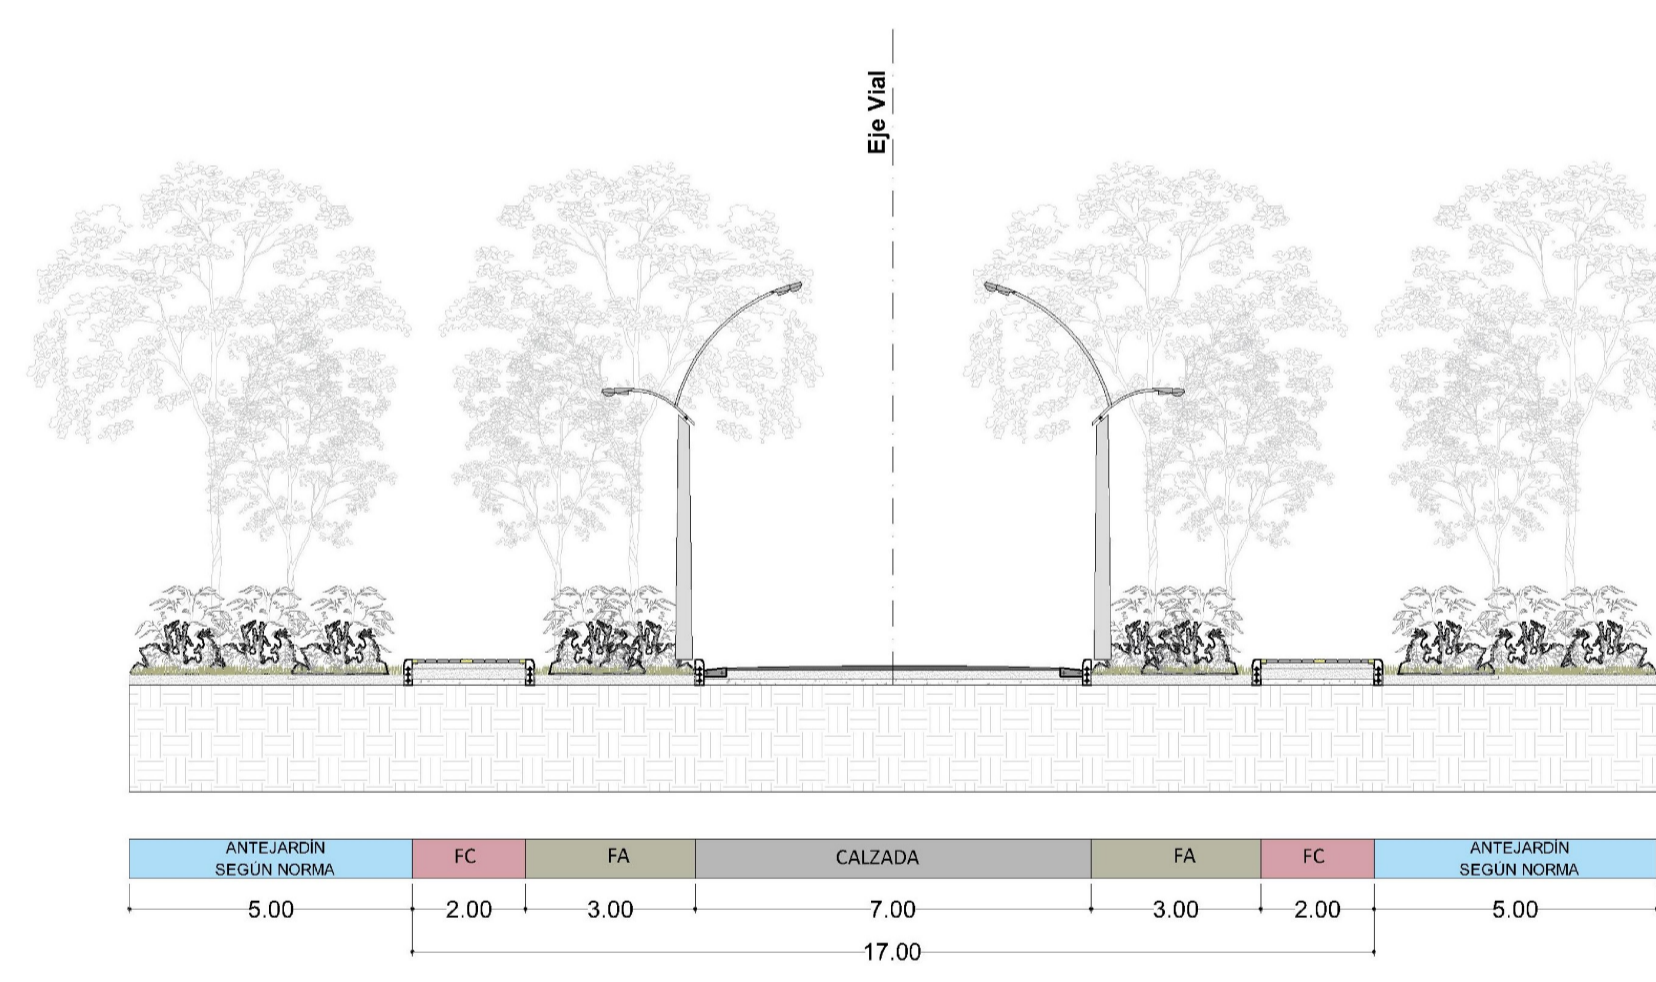 Eje Vial
ANTEJARDÍN
SEGÚN NORMA
FC
FA
CALZADA
FA
FC
ANTEJARDÍN
SEGÚN NORMA
5.00
2.00
3.00
7.00
3.00
2.00
5.00
17.00